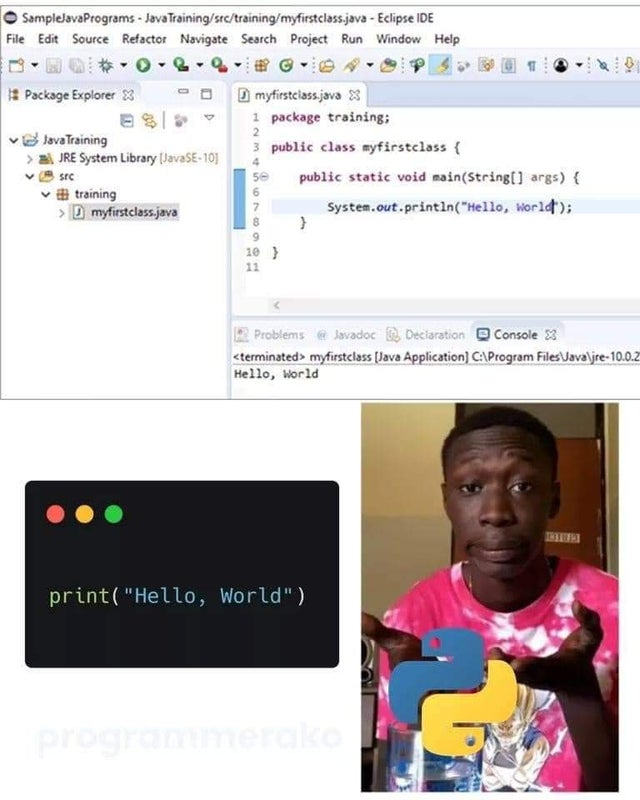 SampleJavaPrograms - JavaTraining/src/training/myfirstclass.java - Eclipse IDE
File Edit Source Refactor Navigate Search Project Run Window Help
Package Explorer
JavaTraining
JRE System Library [JavaSE-10]
src
training
myfirstclass.java
myfirstclass.java
1 package training;
2
3 public class myfirstclass {
4
5 public static void main(String[] args) {
6
7 System.out.println("Hello, World");
8 }
9
10 }
11
Problems @ Javadoc Declaration Console
<terminated> myfirstclass [Java Application] C:\Program Files\Java\jre-10.0.2
Hello, World
print("Hello, World")
programmerako